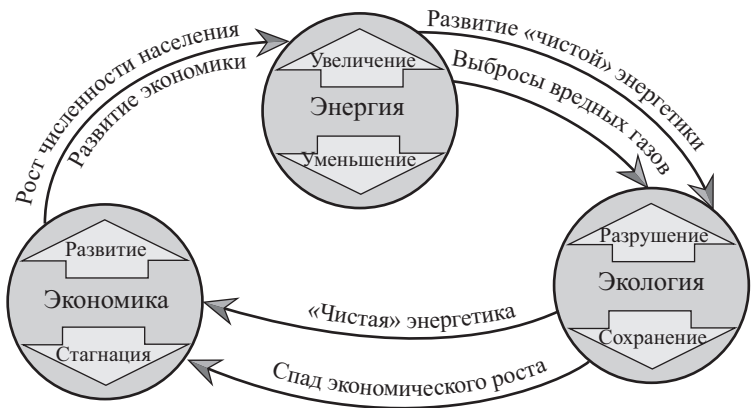 Рост численности населения
Развитие экономики
Увеличение
Энергия
Уменьшение
Развитие «чистой» энергетики
Выбросы вредных газов
Развитие
Экономика
Стагнация
Разрушение
Экология
Сохранение
«Чистая» энергетика
Спад экономического роста